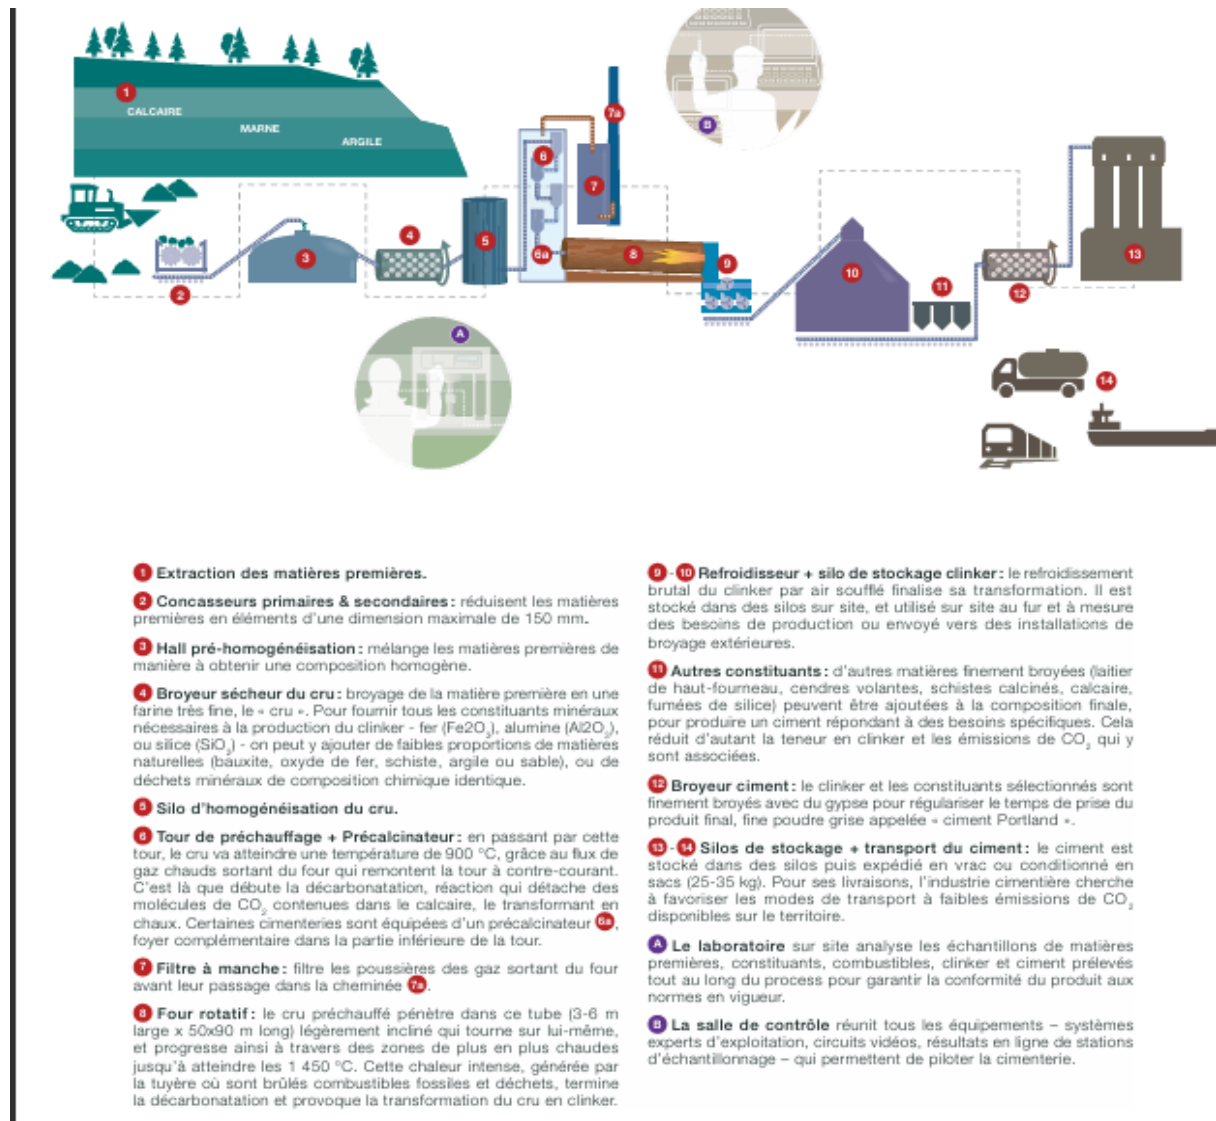 B
7a
1
CALCAIRE
MARNE
ARGILE
6
7
4
5
3
6a
8
9
10
11
12
13
2
A
14
1 Extraction des matières premières.
2 Concasseurs primaires & secondaires : réduisent les matières
premières en éléments d'une dimension maximale de 150 mm.
3 Hall pré-homogénéisation : mélange les matières premières de
manière à obtenir une composition homogène.
4 Broyeur sécheur du cru : broyage de la matière première en une
farine très fine, le « cru ». Pour fournir tous les constituants minéraux
nécessaires à la production du clinker - fer (Fe2O3), alumine (Al2O3),
ou silice (SiO2) - on peut y ajouter de faibles proportions de matières
naturelles (bauxite, oxyde de fer, schiste, argile ou sable), ou de
déchets minéraux de composition chimique identique.
5 Silo d'homogénéisation du cru.
6 Tour de préchauffage + Précalcinateur : en passant par cette
tour, le cru va atteindre une température de 900 °C, grâce au flux de
gaz chauds sortant du four qui remontent la tour à contre-courant.
C'est là que débute la décarbonatation, réaction qui détache des
molécules de CO2 contenues dans le calcaire, le transformant en
chaux. Certaines cimenteries sont équipées d'un précalcinateur 6a,
foyer complémentaire dans la partie inférieure de la tour.
7 Filtre à manche : filtre les poussières des gaz sortant du four
avant leur passage dans la cheminée 7a.
8 Four rotatif : le cru préchauffé pénètre dans ce tube (3-6 m
large x 50x90 m long) légèrement incliné qui tourne sur lui-même,
et progresse ainsi à travers des zones de plus en plus chaudes
jusqu'à atteindre les 1 450 °C. Cette chaleur intense, générée par
la tuyère où sont brûlés combustibles fossiles et déchets, termine
la décarbonatation et provoque la transformation du cru en clinker.
9 - 10 Refroidisseur + silo de stockage clinker : le refroidissement
brutal du clinker par air soufflé finalise sa transformation. Il est
stocké dans des silos sur site, et utilisé sur site au fur et à mesure
des besoins de production ou envoyé vers des installations de
broyage extérieures.
11 Autres constituants : d'autres matières finement broyées (laitier
de haut-fourneau, cendres volantes, schistes calcinés, calcaire,
fumées de silice) peuvent être ajoutées à la composition finale,
pour produire un ciment répondant à des besoins spécifiques. Cela
réduit d'autant la teneur en clinker et les émissions de CO2 qui y
sont associées.
12 Broyeur ciment : le clinker et les constituants sélectionnés sont
finement broyés avec du gypse pour régulariser le temps de prise du
produit final, fine poudre grise appelée « ciment Portland ».
13 - 14 Silos de stockage + transport du ciment : le ciment est
stocké dans des silos puis expédié en vrac ou conditionné en
sacs (25-35 kg). Pour ses livraisons, l'industrie cimentière cherche
à favoriser les modes de transport à faibles émissions de CO2
disponibles sur le territoire.
A Le laboratoire sur site analyse les échantillons de matières
premières, constituants, combustibles, clinker et ciment prélevés
tout au long du process pour garantir la conformité du produit aux
normes en vigueur.
B La salle de contrôle réunit tous les équipements – systèmes
experts d'exploitation, circuits vidéos, résultats en ligne de stations
d'échantillonnage – qui permettent de piloter la cimenterie.